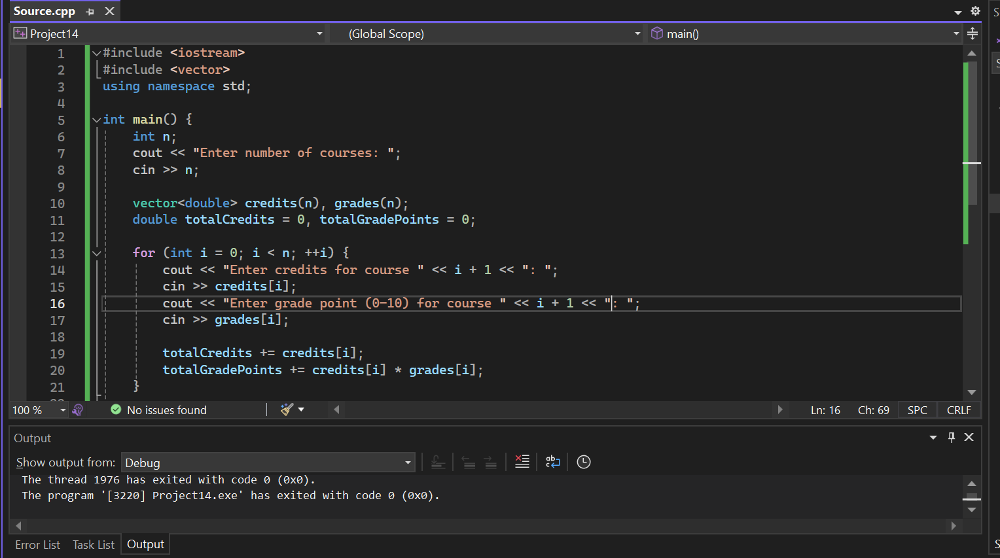 Source.cpp
Project14 (Global Scope) main()
1 #include <iostream>
2 #include <vector>
3 using namespace std;
4
5 int main() {
6 int n;
7 cout << "Enter number of courses: ";
8 cin >> n;
9
10 vector<double> credits(n), grades(n);
11 double totalCredits = 0, totalGradePoints = 0;
12
13 for (int i = 0; i < n; ++i) {
14 cout << "Enter credits for course " << i + 1 << ": ";
15 cin >> credits[i];
16 cout << "Enter grade point (0-10) for course " << i + 1 << ": ";
17 cin >> grades[i];
18
19 totalCredits += credits[i];
20 totalGradePoints += credits[i] * grades[i];
21 }
100 % No issues found Ln: 16 Ch: 69 SPC CRLF
Output
Show output from: Debug
The thread 1976 has exited with code 0 (0x0).
The program '[3220] Project14.exe' has exited with code 0 (0x0).
Error List Task List Output